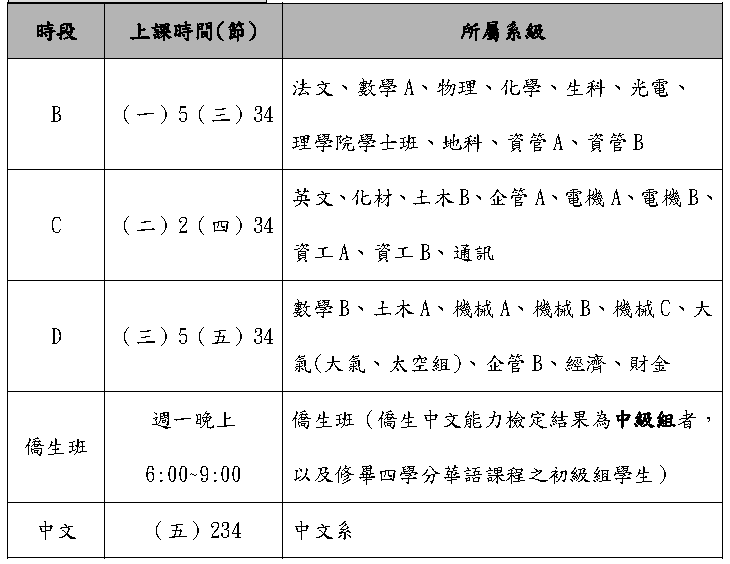 時段 上課時間(節) 所屬系級
B （一）5（三）34 法文、數學A、物理、化學、生科、光電、
理學院學士班、地科、資管A、資管B
C （二）2（四）34 英文、化材、土木B、企管A、電機A、電機B、
資工A、資工B、通訊
D （三）5（五）34 數學B、土木A、機械A、機械B、機械C、大
氣(大氣、太空組)、企管B、經濟、財金
僑生班 週一晚上 僑生班（僑生中文能力檢定結果為中級組者，
6:00~9:00 以及修畢四學分華語課程之初級組學生）
中文 （五）234 中文系